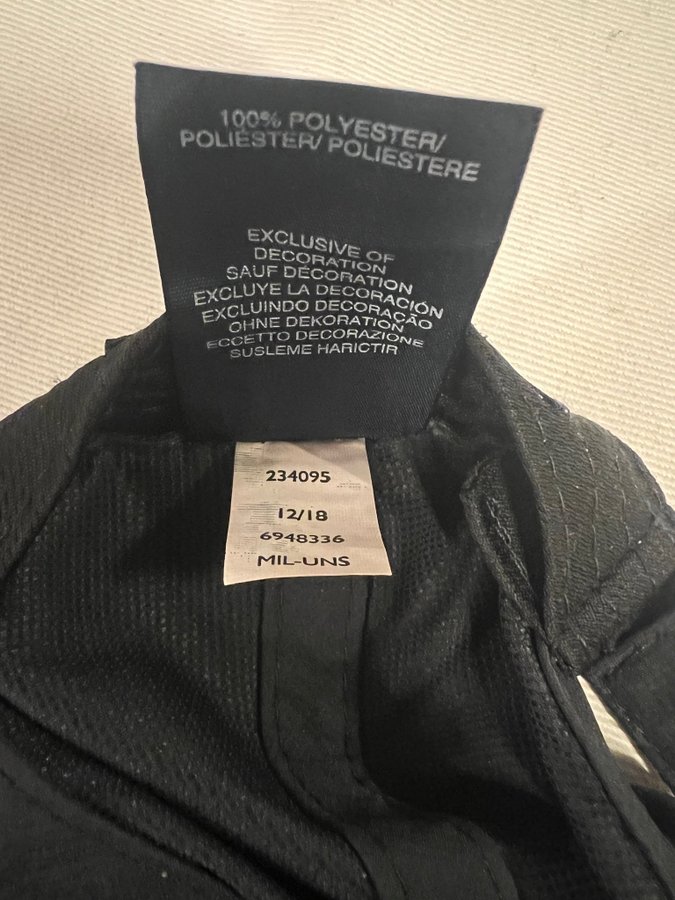 100% POLYESTER/
POLIÉSTER/ POLIESTERE
EXCLUSIVE OF
DECORATION
SAUF DÉCORATION
EXCLUYE LA DECORACIÓN
EXCLUINDO DECORAÇÃO
OHNE DEKORATION
ECCETTO DECORAZIONE
SUSLEME HARICTIR
234095
12/18
6948336
MIL-UNS